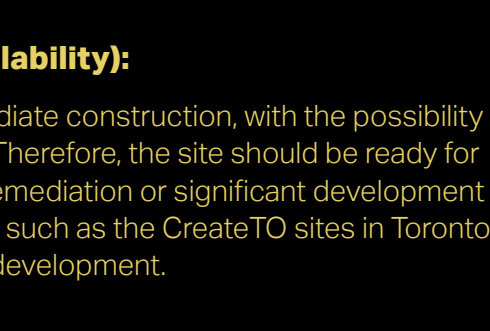 lability):
diate construction, with the possibility
Therefore, the site should be ready for
emediation or significant development
such as the CreateTO sites in Toronto
development.